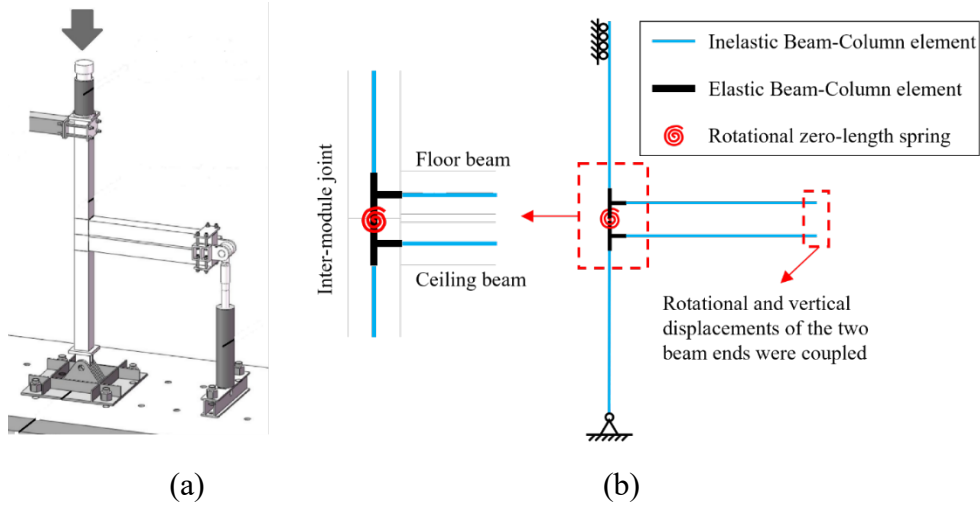 Inelastic Beam-Column element
Elastic Beam-Column element
Rotational zero-length spring
Inter-module joint
Floor beam
Ceiling beam
Rotational and vertical
displacements of the two
beam ends were coupled
(a)
(b)